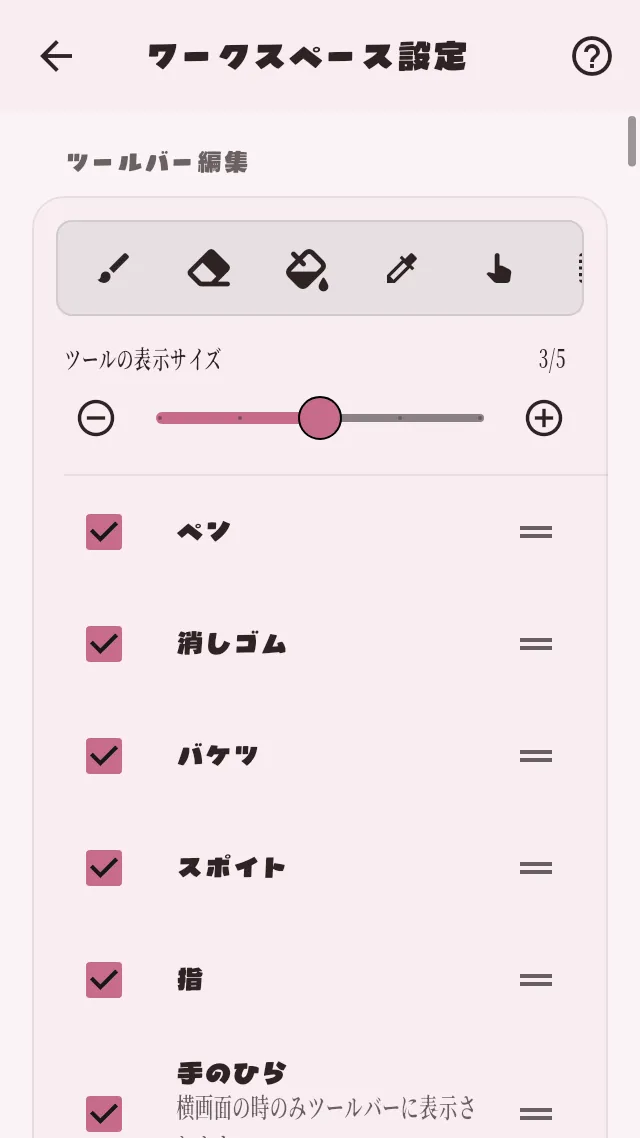 ワークスペース設定
ツールバー編集
ツールの表示サイズ 3/5
ペン
消しゴム
バケツ
スポイト
指
手のひら
横画面の時のみツールバーに表示さ